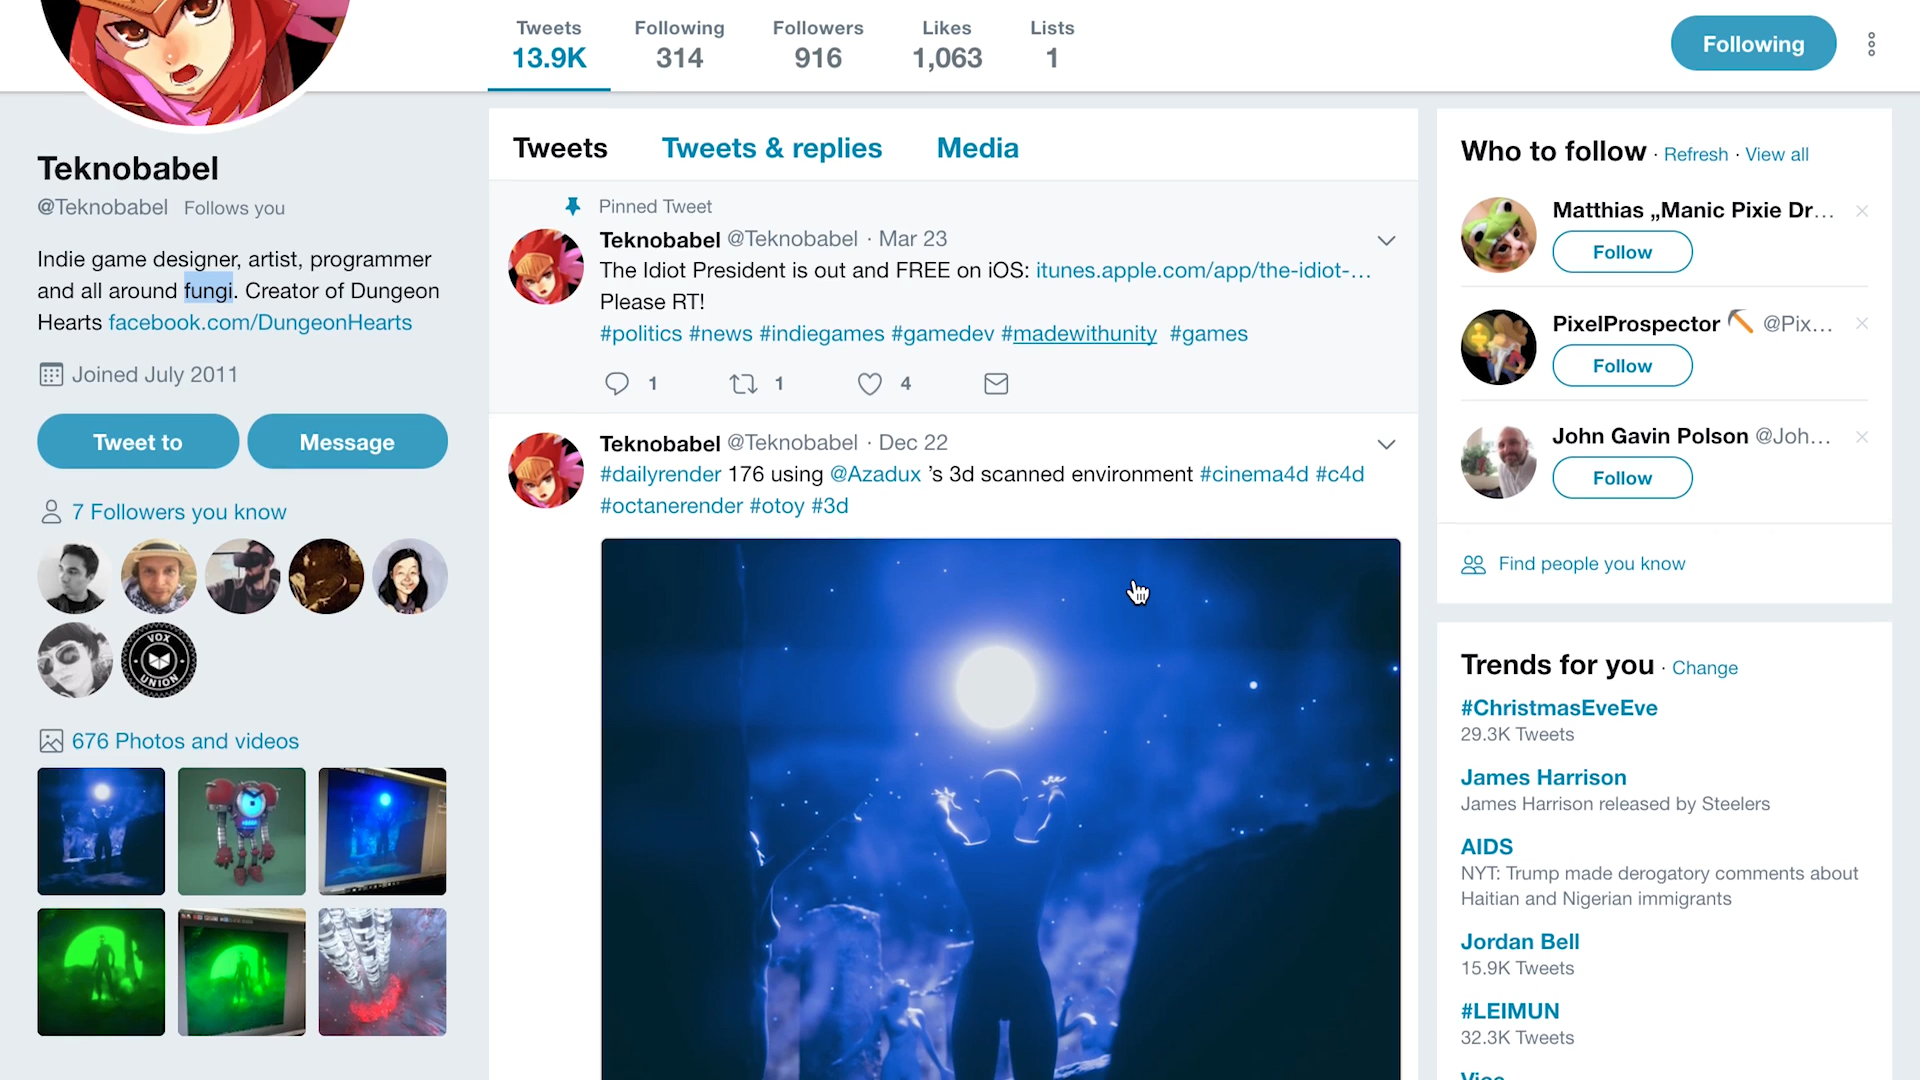 Tweets
13.9K
Following
314
Followers
916
Likes
1,063
Lists
1
Following
Teknobabel
@Teknobabel Follows you
Indie game designer, artist, programmer
and all around fungi. Creator of Dungeon
Hearts facebook.com/DungeonHearts
Joined July 2011
Tweet to
Message
7 Followers you know
VOX
UNION
676 Photos and videos
Tweets
Tweets & replies
Media
Pinned Tweet
Teknobabel @Teknobabel · Mar 23
The Idiot President is out and FREE on iOS: itunes.apple.com/app/the-idiot-…
Please RT!
#politics #news #indiegames #gamedev #madewithunity #games
1
1
4
Teknobabel @Teknobabel · Dec 22
#dailyrender 176 using @Azadux ’s 3d scanned environment #cinema4d #c4d
#octanerender #otoy #3d
Who to follow · Refresh · View all
Matthias „Manic Pixie Dr…
Follow
PixelProspector @Pix…
Follow
John Gavin Polson @Joh…
Follow
Find people you know
Trends for you · Change
#ChristmasEveEve
29.3K Tweets
James Harrison
James Harrison released by Steelers
AIDS
NYT: Trump made derogatory comments about
Haitian and Nigerian immigrants
Jordan Bell
15.9K Tweets
#LEIMUN
32.3K Tweets